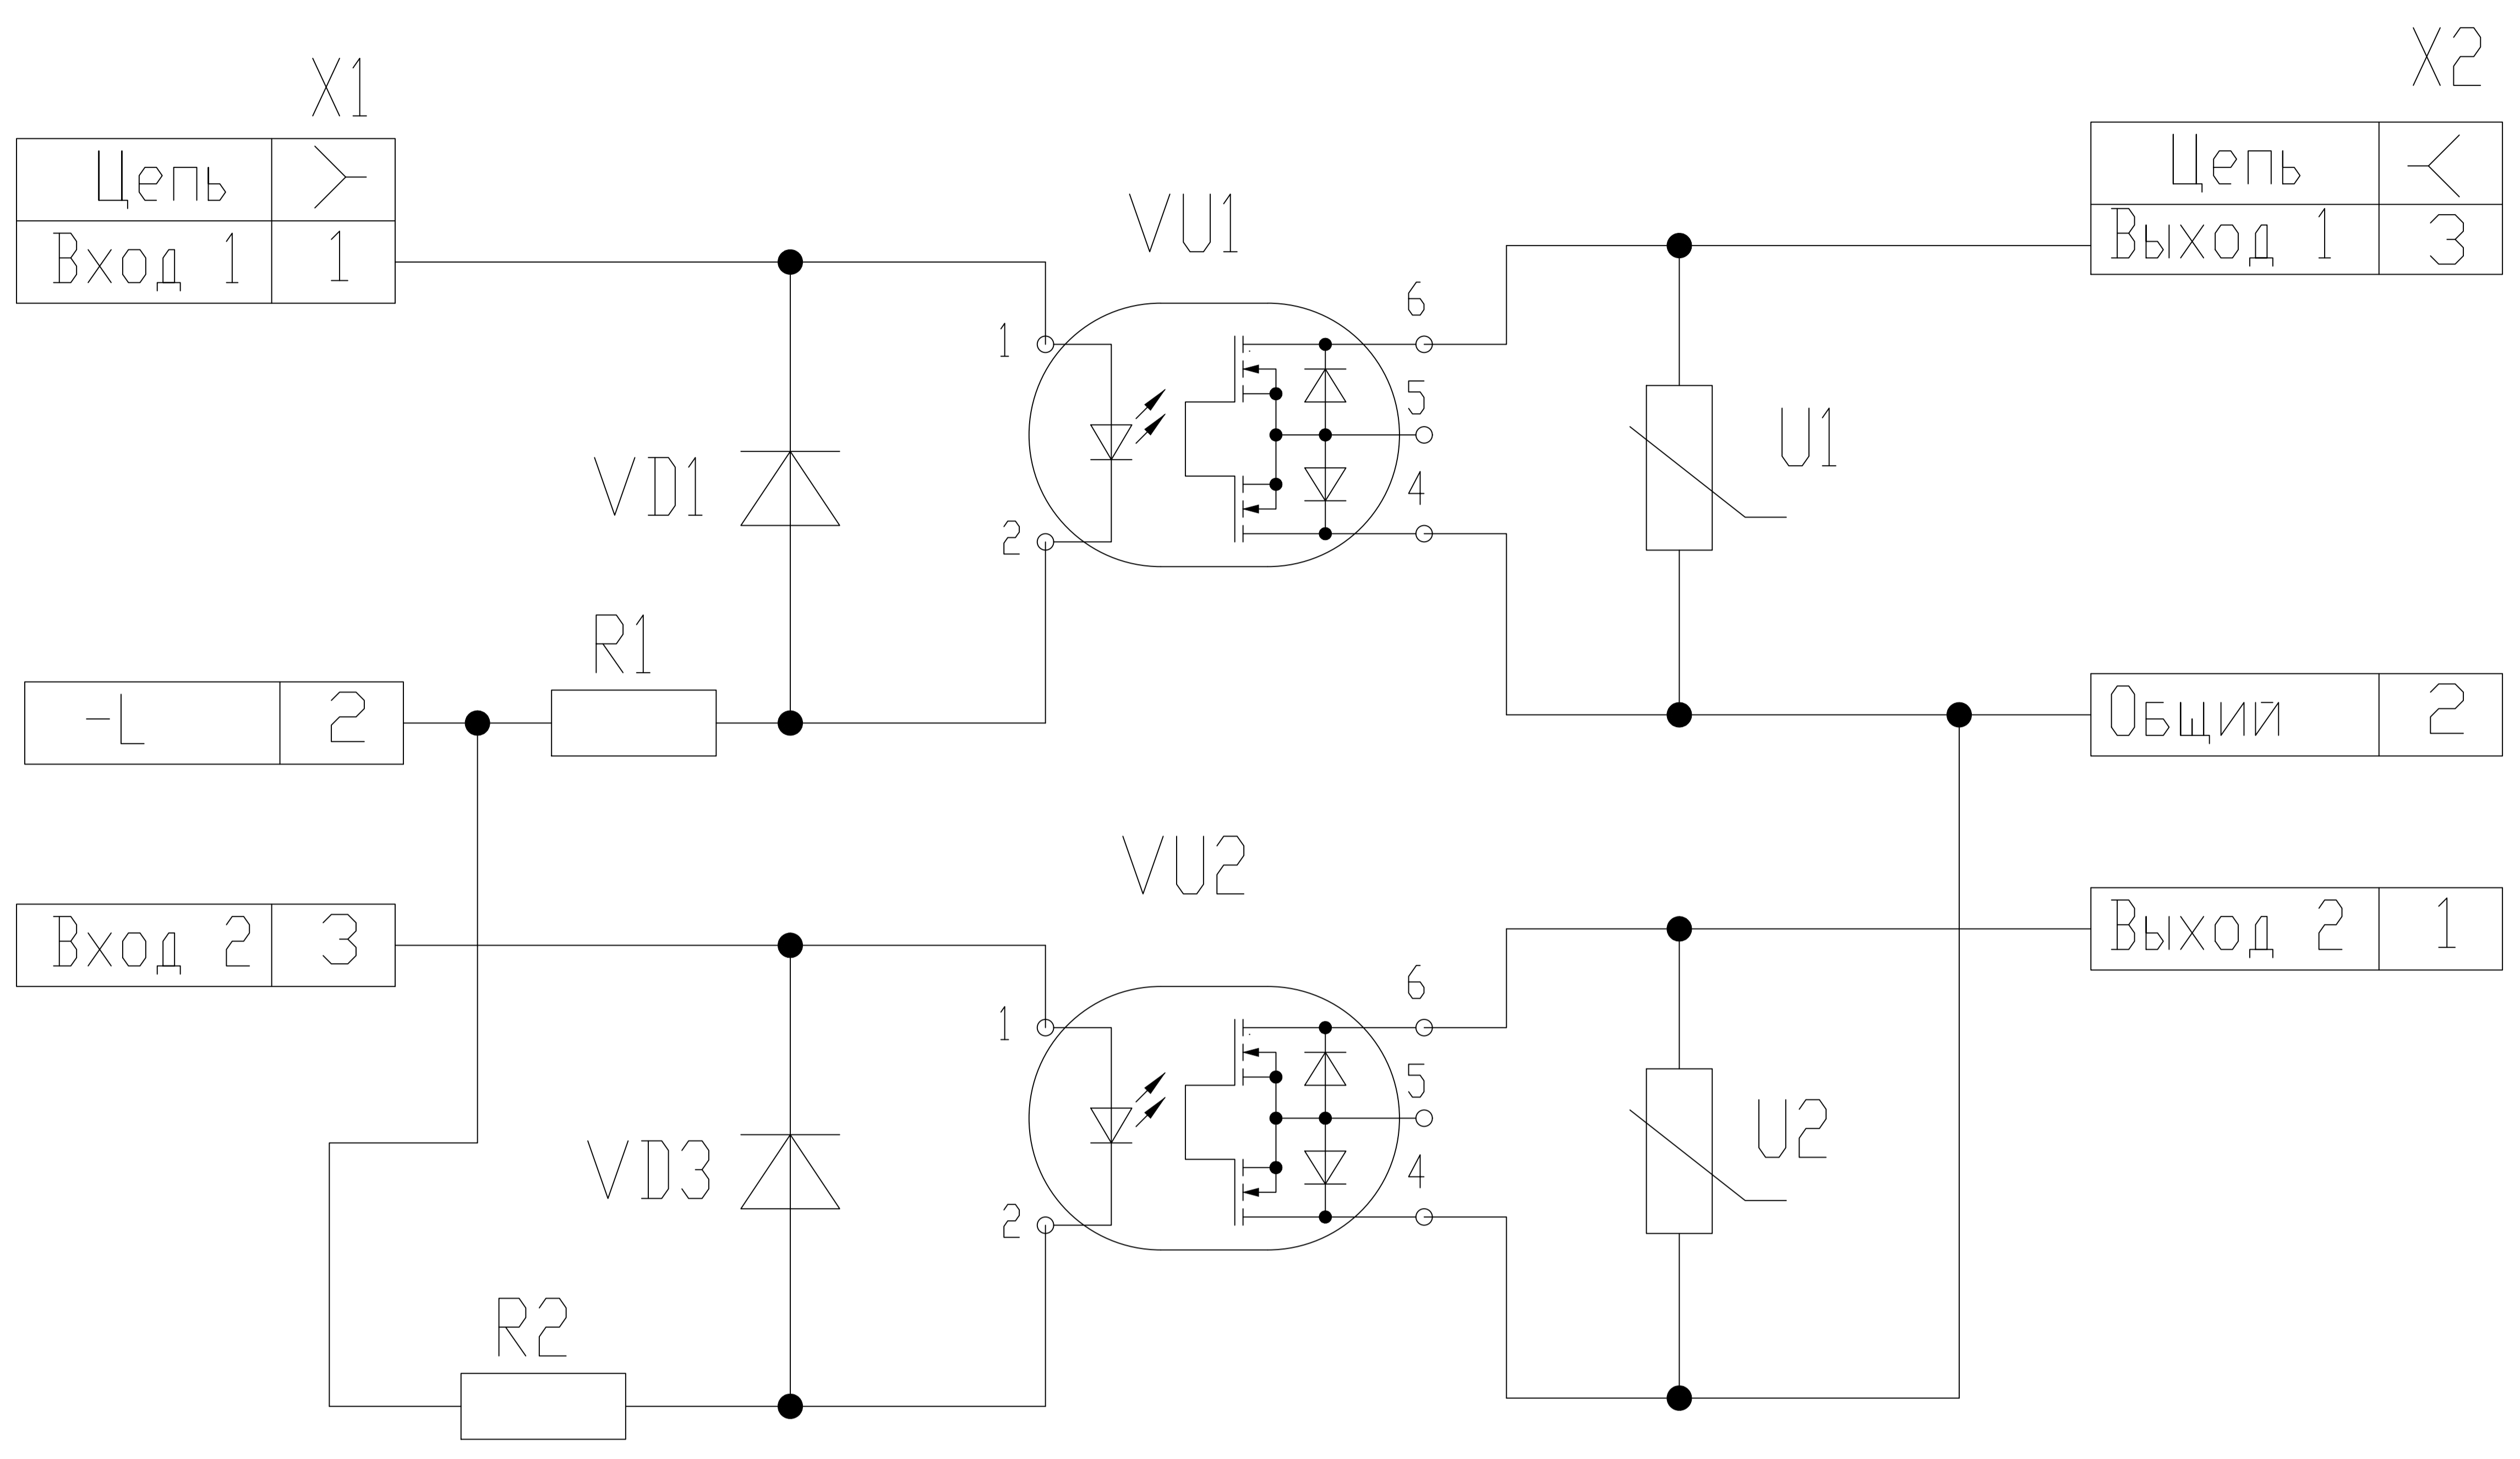 X1
Цепь
Вход 1 1
-L 2
Вход 2 3
VD1
R1
VD3
R2
VU1
1
2
6
5
4
VU2
1
2
6
5
4
U1
U2
X2
Цепь
Выход 1 3
Общий 2
Выход 2 1